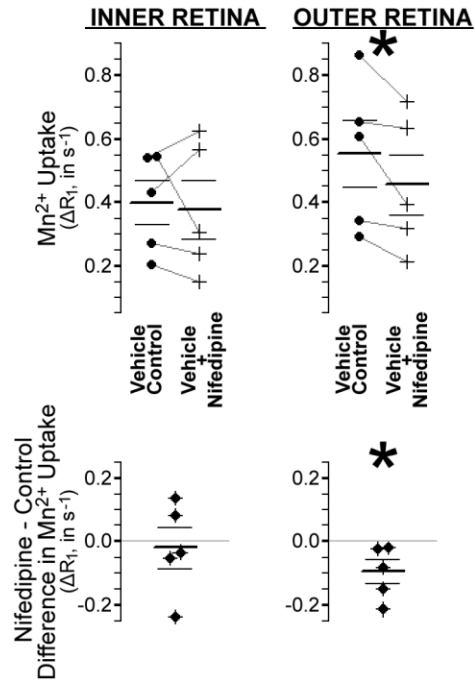 INNER RETINA
OUTER RETINA
*
Mn2+ Uptake
(ΔR1, in s-1)
0.8
0.6
0.4
0.2
0.8
0.6
0.4
0.2
Vehicle
Control
Vehicle
+
Nifedipine
Vehicle
Control
Vehicle
+
Nifedipine
*
Nifedipine - Control
Difference in Mn2+ Uptake
(ΔR1, in s-1)
0.2
0.0
-0.2
0.2
0.0
-0.2